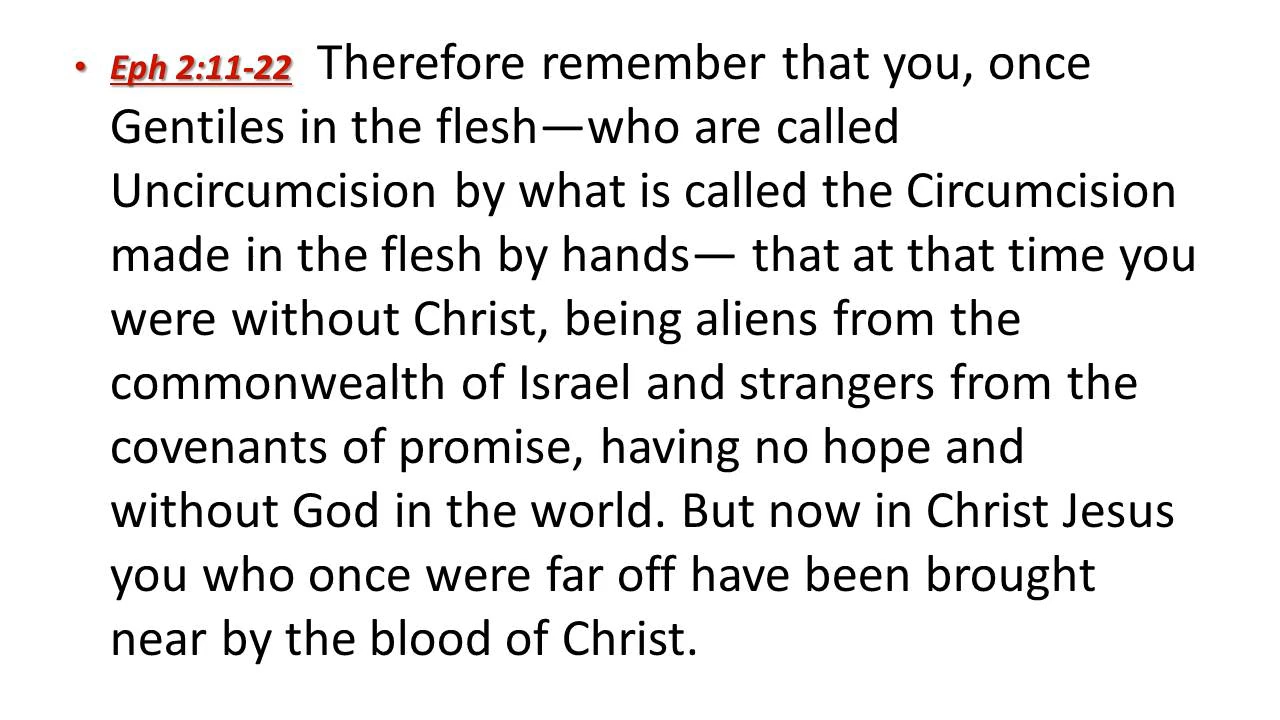 • Eph 2:11-22 Therefore remember that you, once
Gentiles in the flesh—who are called
Uncircumcision by what is called the Circumcision
made in the flesh by hands— that at that time you
were without Christ, being aliens from the
commonwealth of Israel and strangers from the
covenants of promise, having no hope and
without God in the world. But now in Christ Jesus
you who once were far off have been brought
near by the blood of Christ.